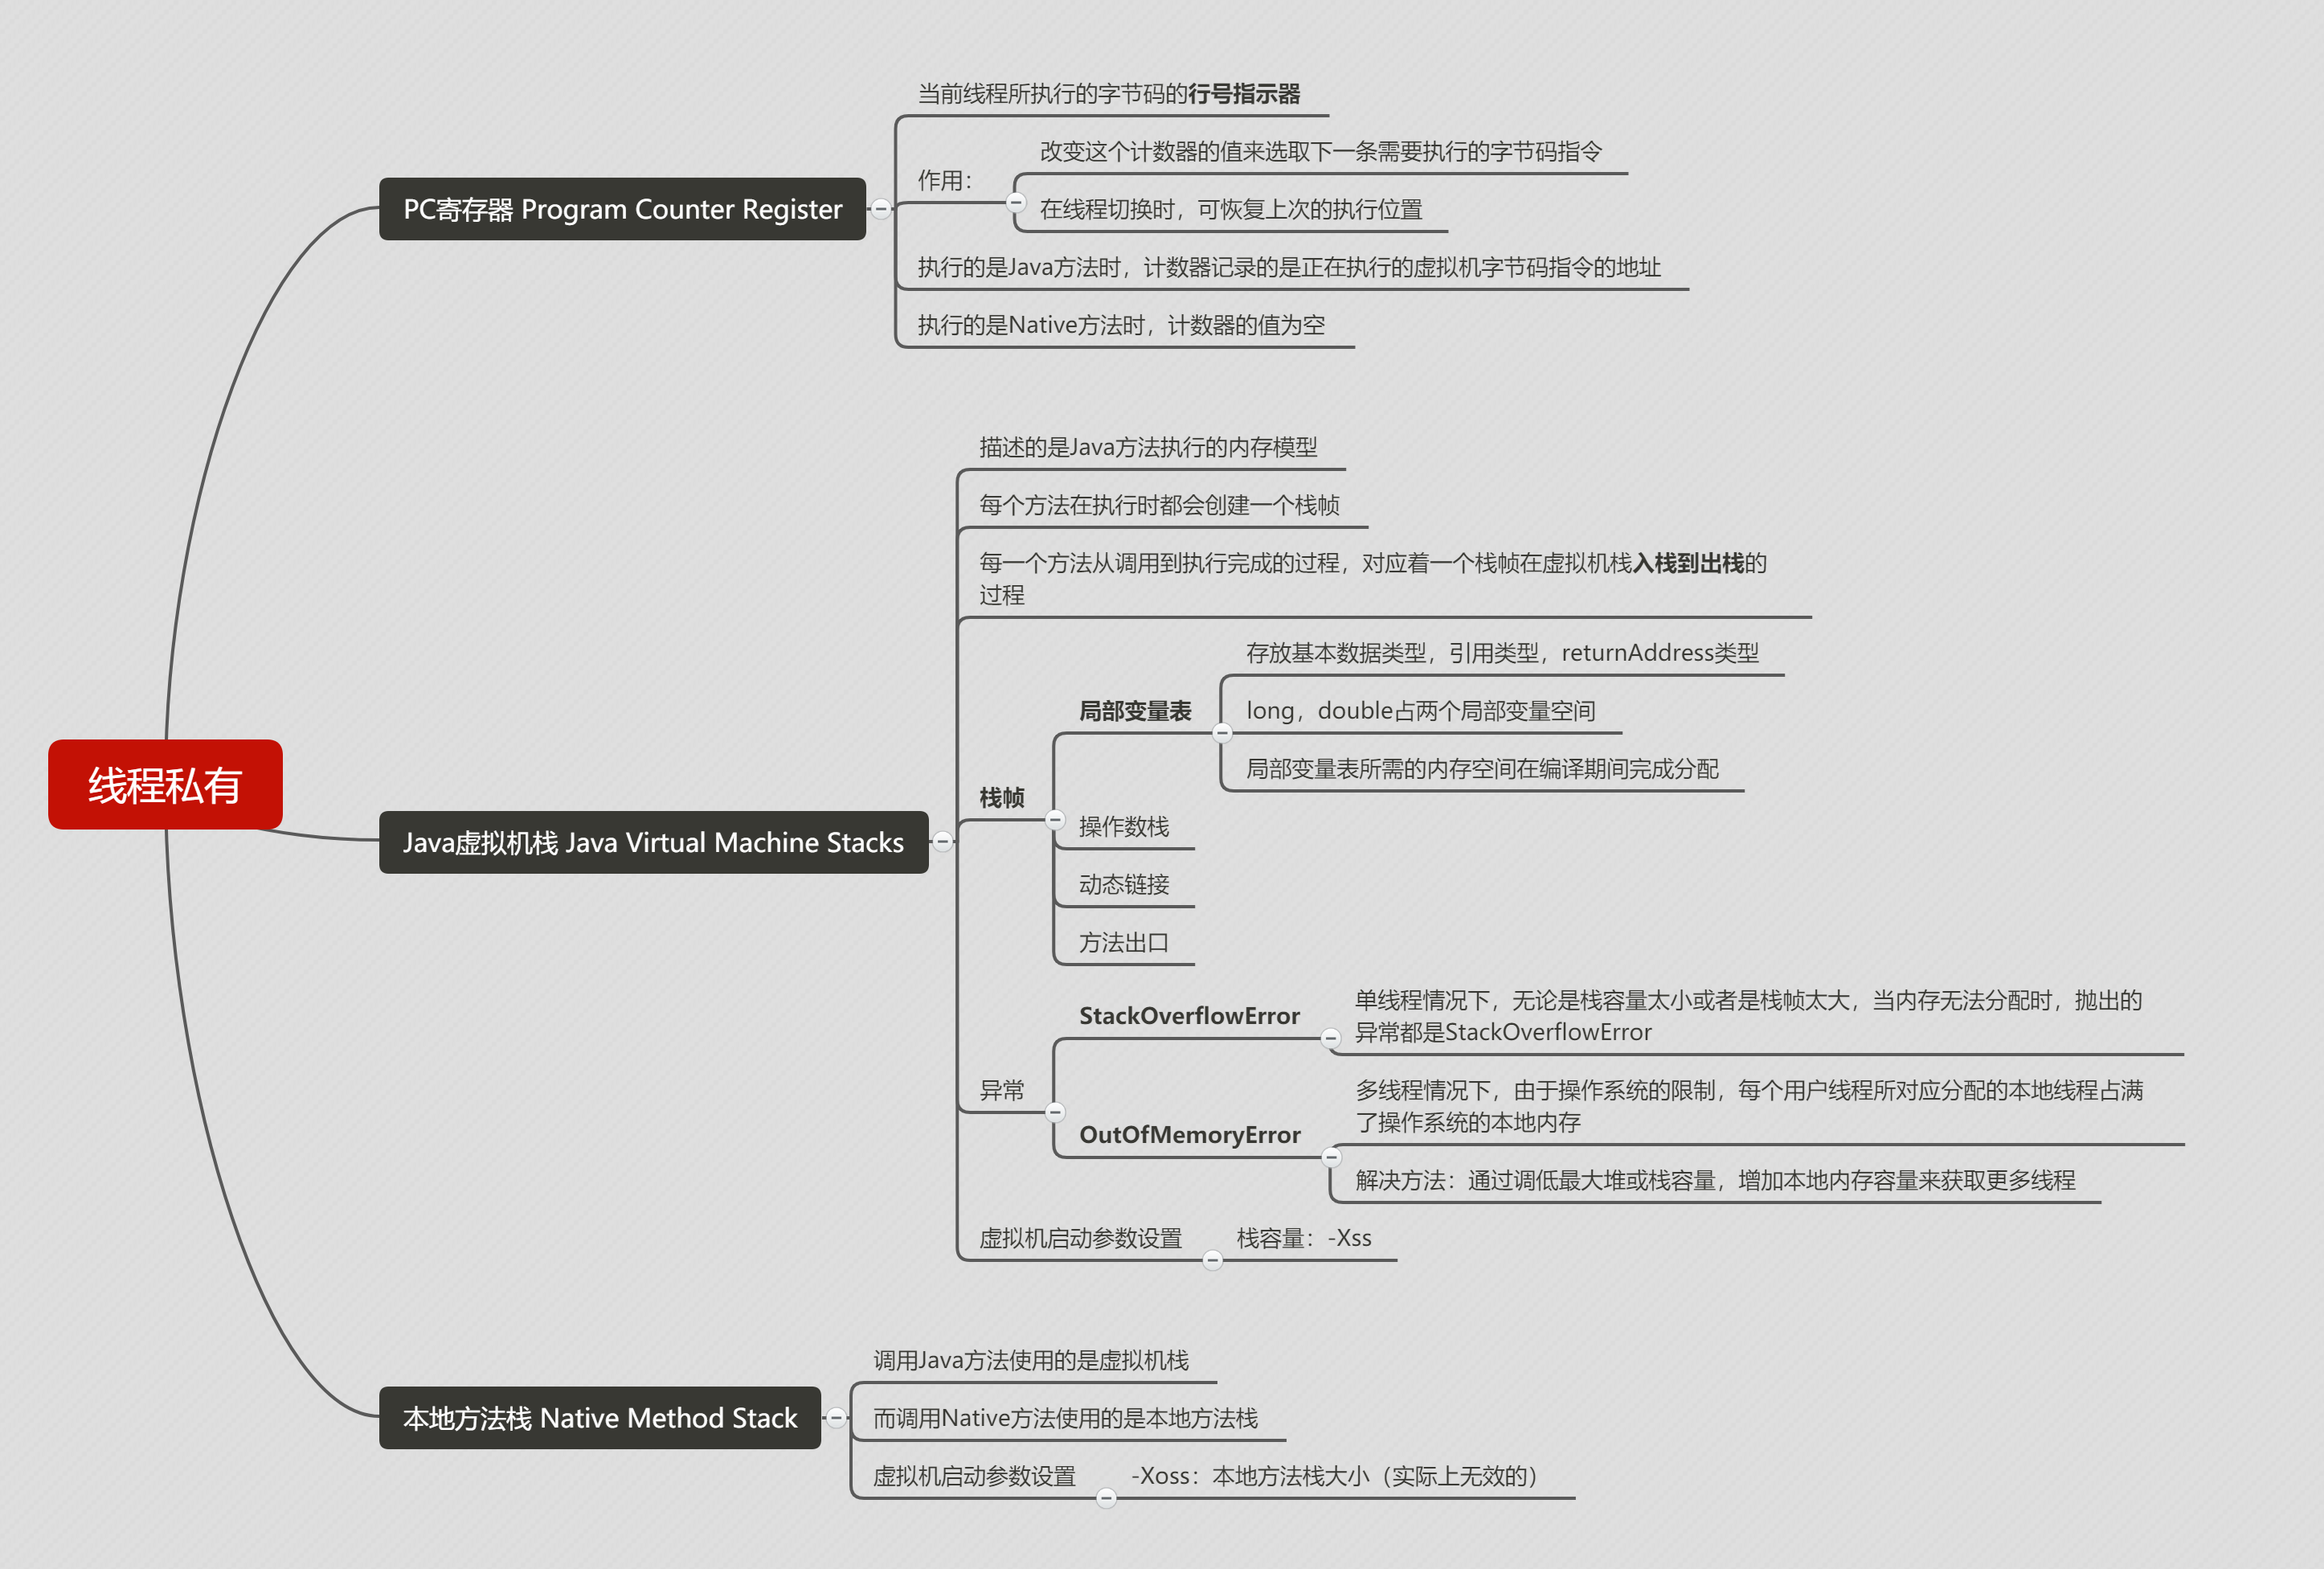 当前线程所执行的字节码的行号指示器
改变这个计数器的值来选取下一条需要执行的字节码指令
作用：
在线程切换时，可恢复上次的执行位置
PC寄存器 Program Counter Register
执行的是Java方法时，计数器记录的是正在执行的虚拟机字节码指令的地址
执行的是Native方法时，计数器的值为空
描述的是Java方法执行的内存模型
每个方法在执行时都会创建一个栈帧
每一个方法从调用到执行完成的过程，对应着一个栈帧在虚拟机栈入栈到出栈的
过程
存放基本数据类型，引用类型，returnAddress类型
局部变量表
long，double占两个局部变量空间
局部变量表所需的内存空间在编译期间完成分配
栈帧
操作数栈
动态链接
方法出口
线程私有
Java虚拟机栈 Java Virtual Machine Stacks
StackOverflowError
单线程情况下，无论是栈容量太小或者是栈帧太大，当内存无法分配时，抛出的
异常都是StackOverflowError
异常
多线程情况下，由于操作系统的限制，每个用户线程所对应分配的本地线程占满
了操作系统的本地内存
OutOfMemoryError
解决方法：通过调低最大堆或栈容量，增加本地内存容量来获取更多线程
虚拟机启动参数设置
栈容量：-Xss
调用Java方法使用的是虚拟机栈
本地方法栈 Native Method Stack
而调用Native方法使用的是本地方法栈
虚拟机启动参数设置
-Xoss：本地方法栈大小（实际上无效的）